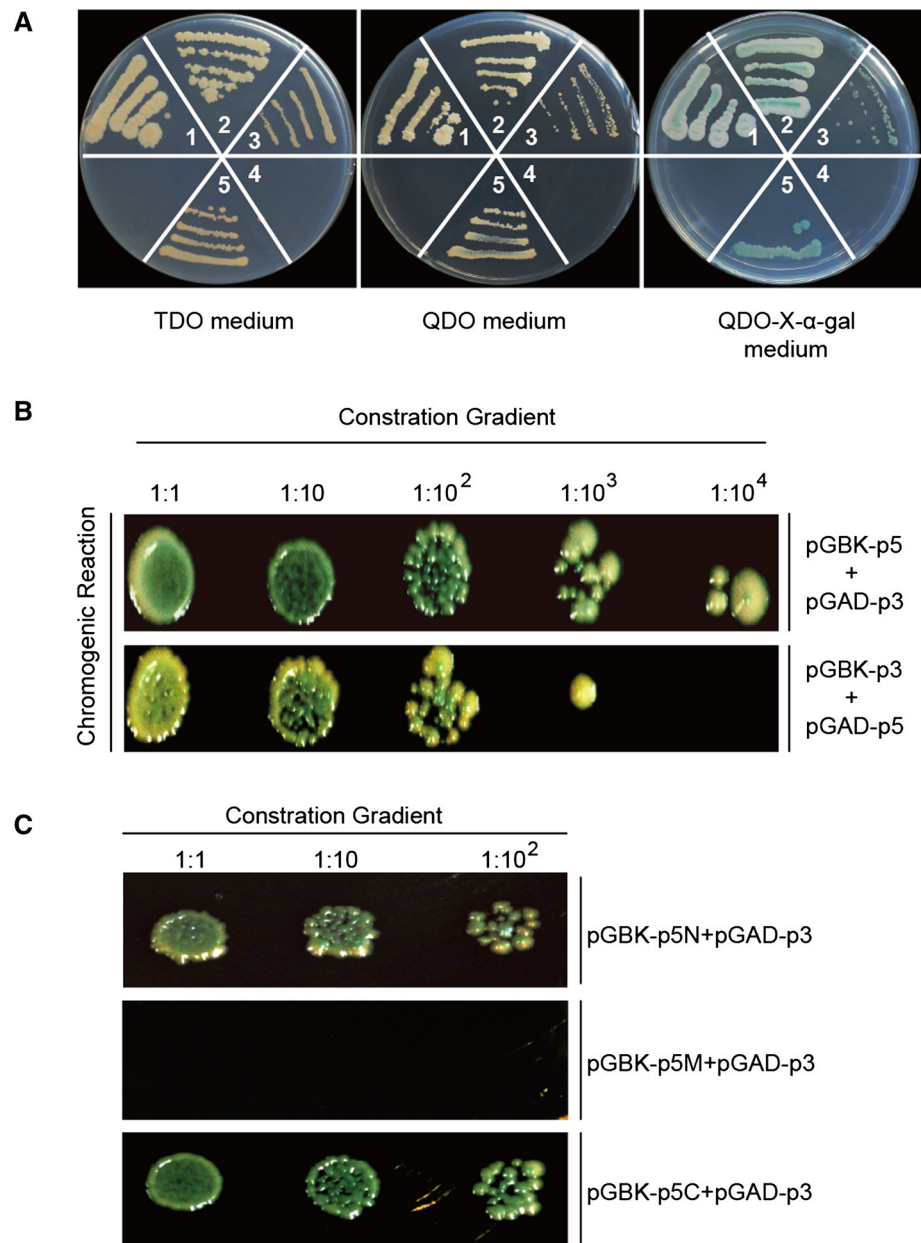 A
1 2 3
5 4
1 2 3
5 4
1 2 3
5 4
TDO medium
QDO medium
QDO-X-α-gal
medium
B
Constration Gradient
1:1 1:10 1:10² 1:10³ 1:10⁴
Chromogenic Reaction
pGBK-p5
+
pGAD-p3
pGBK-p3
+
pGAD-p5
C
Constration Gradient
1:1 1:10 1:10²
pGBK-p5N+pGAD-p3
pGBK-p5M+pGAD-p3
pGBK-p5C+pGAD-p3